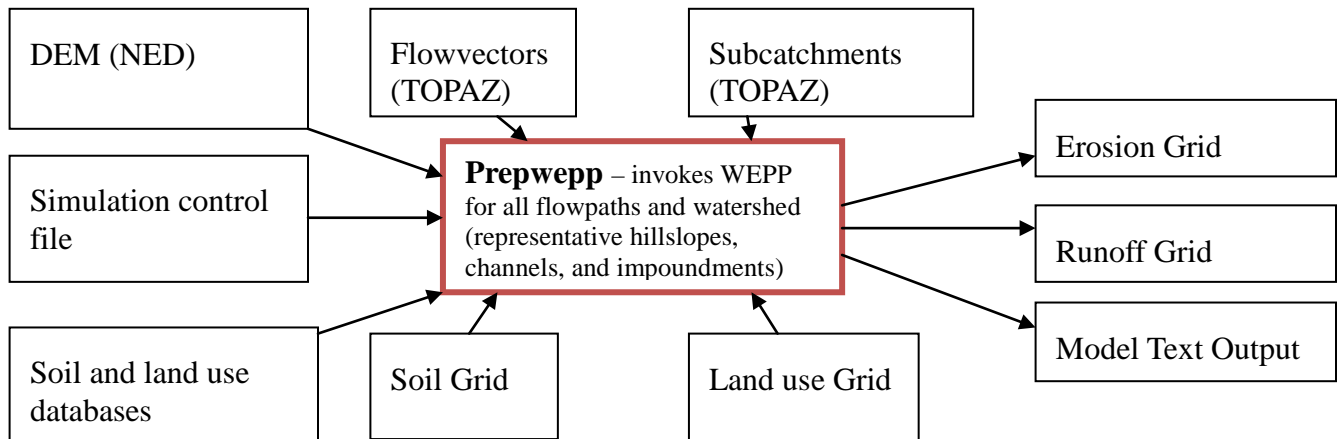 DEM (NED)
Flowvectors
(TOPAZ)
Subcatchments
(TOPAZ)
Simulation control
file
Prepwepp – invokes WEPP
for all flowpaths and watershed
(representative hillslopes,
channels, and impoundments)
Erosion Grid
Runoff Grid
Model Text Output
Soil and land use
databases
Soil Grid
Land use Grid